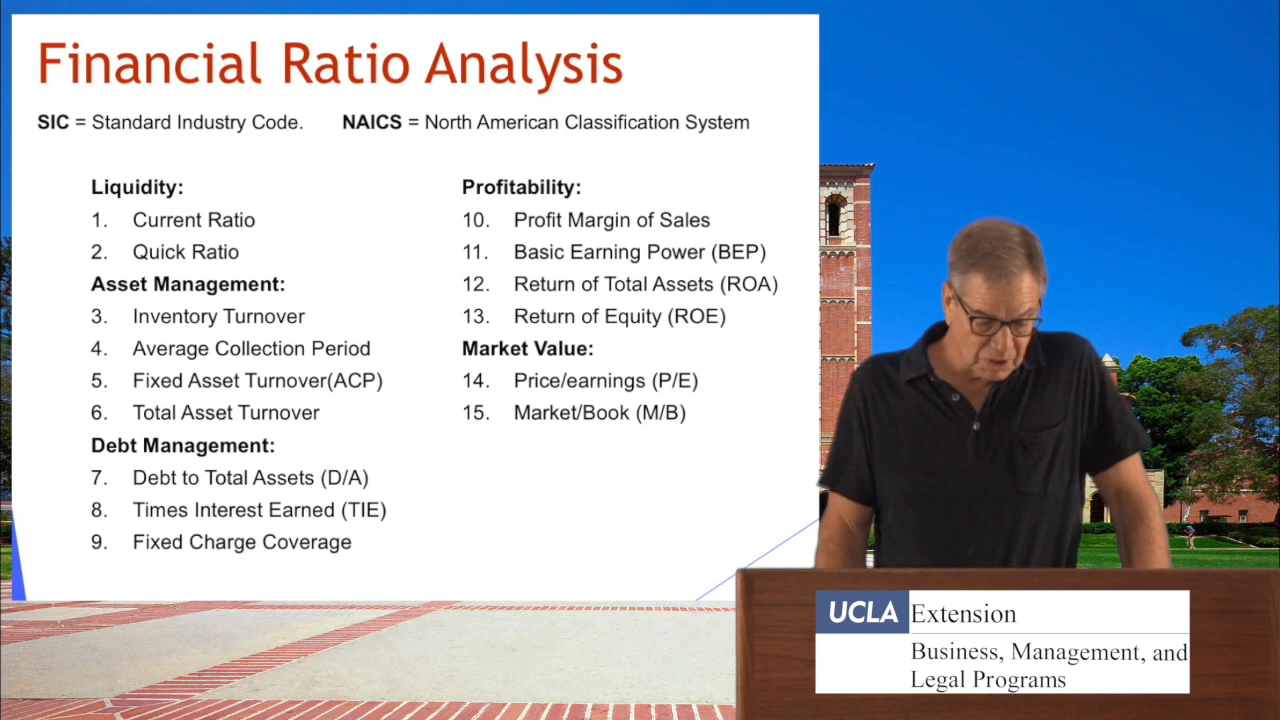 Financial Ratio Analysis
SIC = Standard Industry Code. NAICS = North American Classification System
Liquidity:
1. Current Ratio
2. Quick Ratio
Asset Management:
3. Inventory Turnover
4. Average Collection Period
5. Fixed Asset Turnover(ACP)
6. Total Asset Turnover
Debt Management:
7. Debt to Total Assets (D/A)
8. Times Interest Earned (TIE)
9. Fixed Charge Coverage
Profitability:
10. Profit Margin of Sales
11. Basic Earning Power (BEP)
12. Return of Total Assets (ROA)
13. Return of Equity (ROE)
Market Value:
14. Price/earnings (P/E)
15. Market/Book (M/B)
UCLA Extension
Business, Management, and
Legal Programs